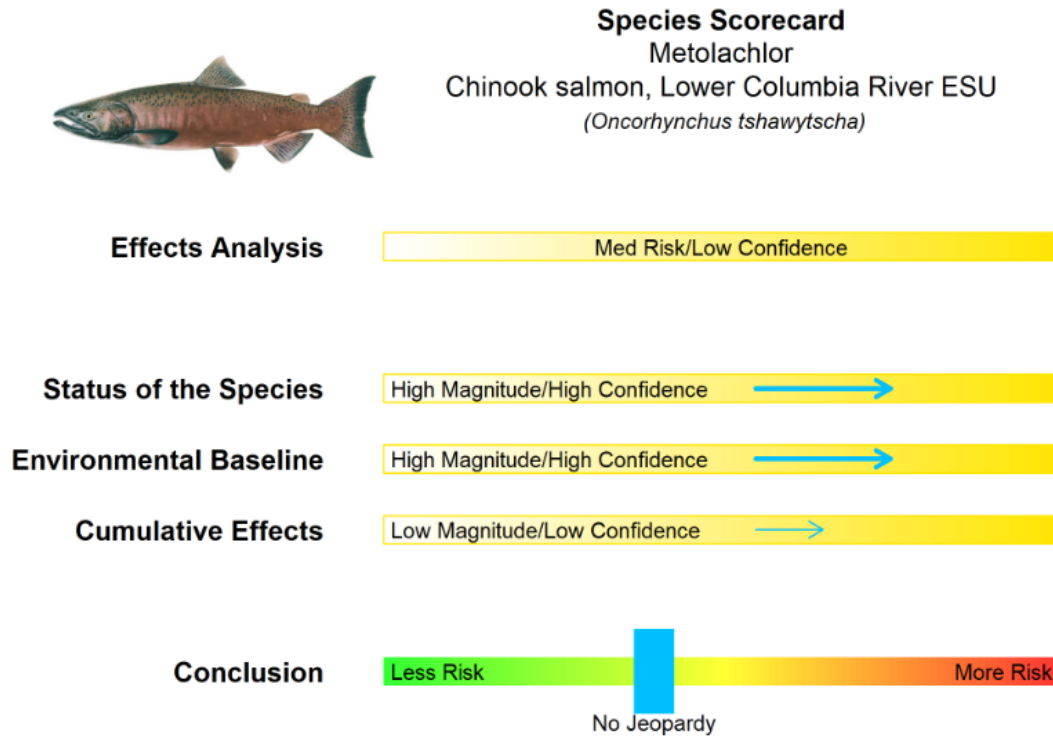 Species Scorecard
Metolachlor
Chinook salmon, Lower Columbia River ESU
(Oncorhynchus tshawytscha)
Effects Analysis
Med Risk/Low Confidence
Status of the Species
High Magnitude/High Confidence
Environmental Baseline
High Magnitude/High Confidence
Cumulative Effects
Low Magnitude/Low Confidence
Conclusion
Less Risk
More Risk
No Jeopardy